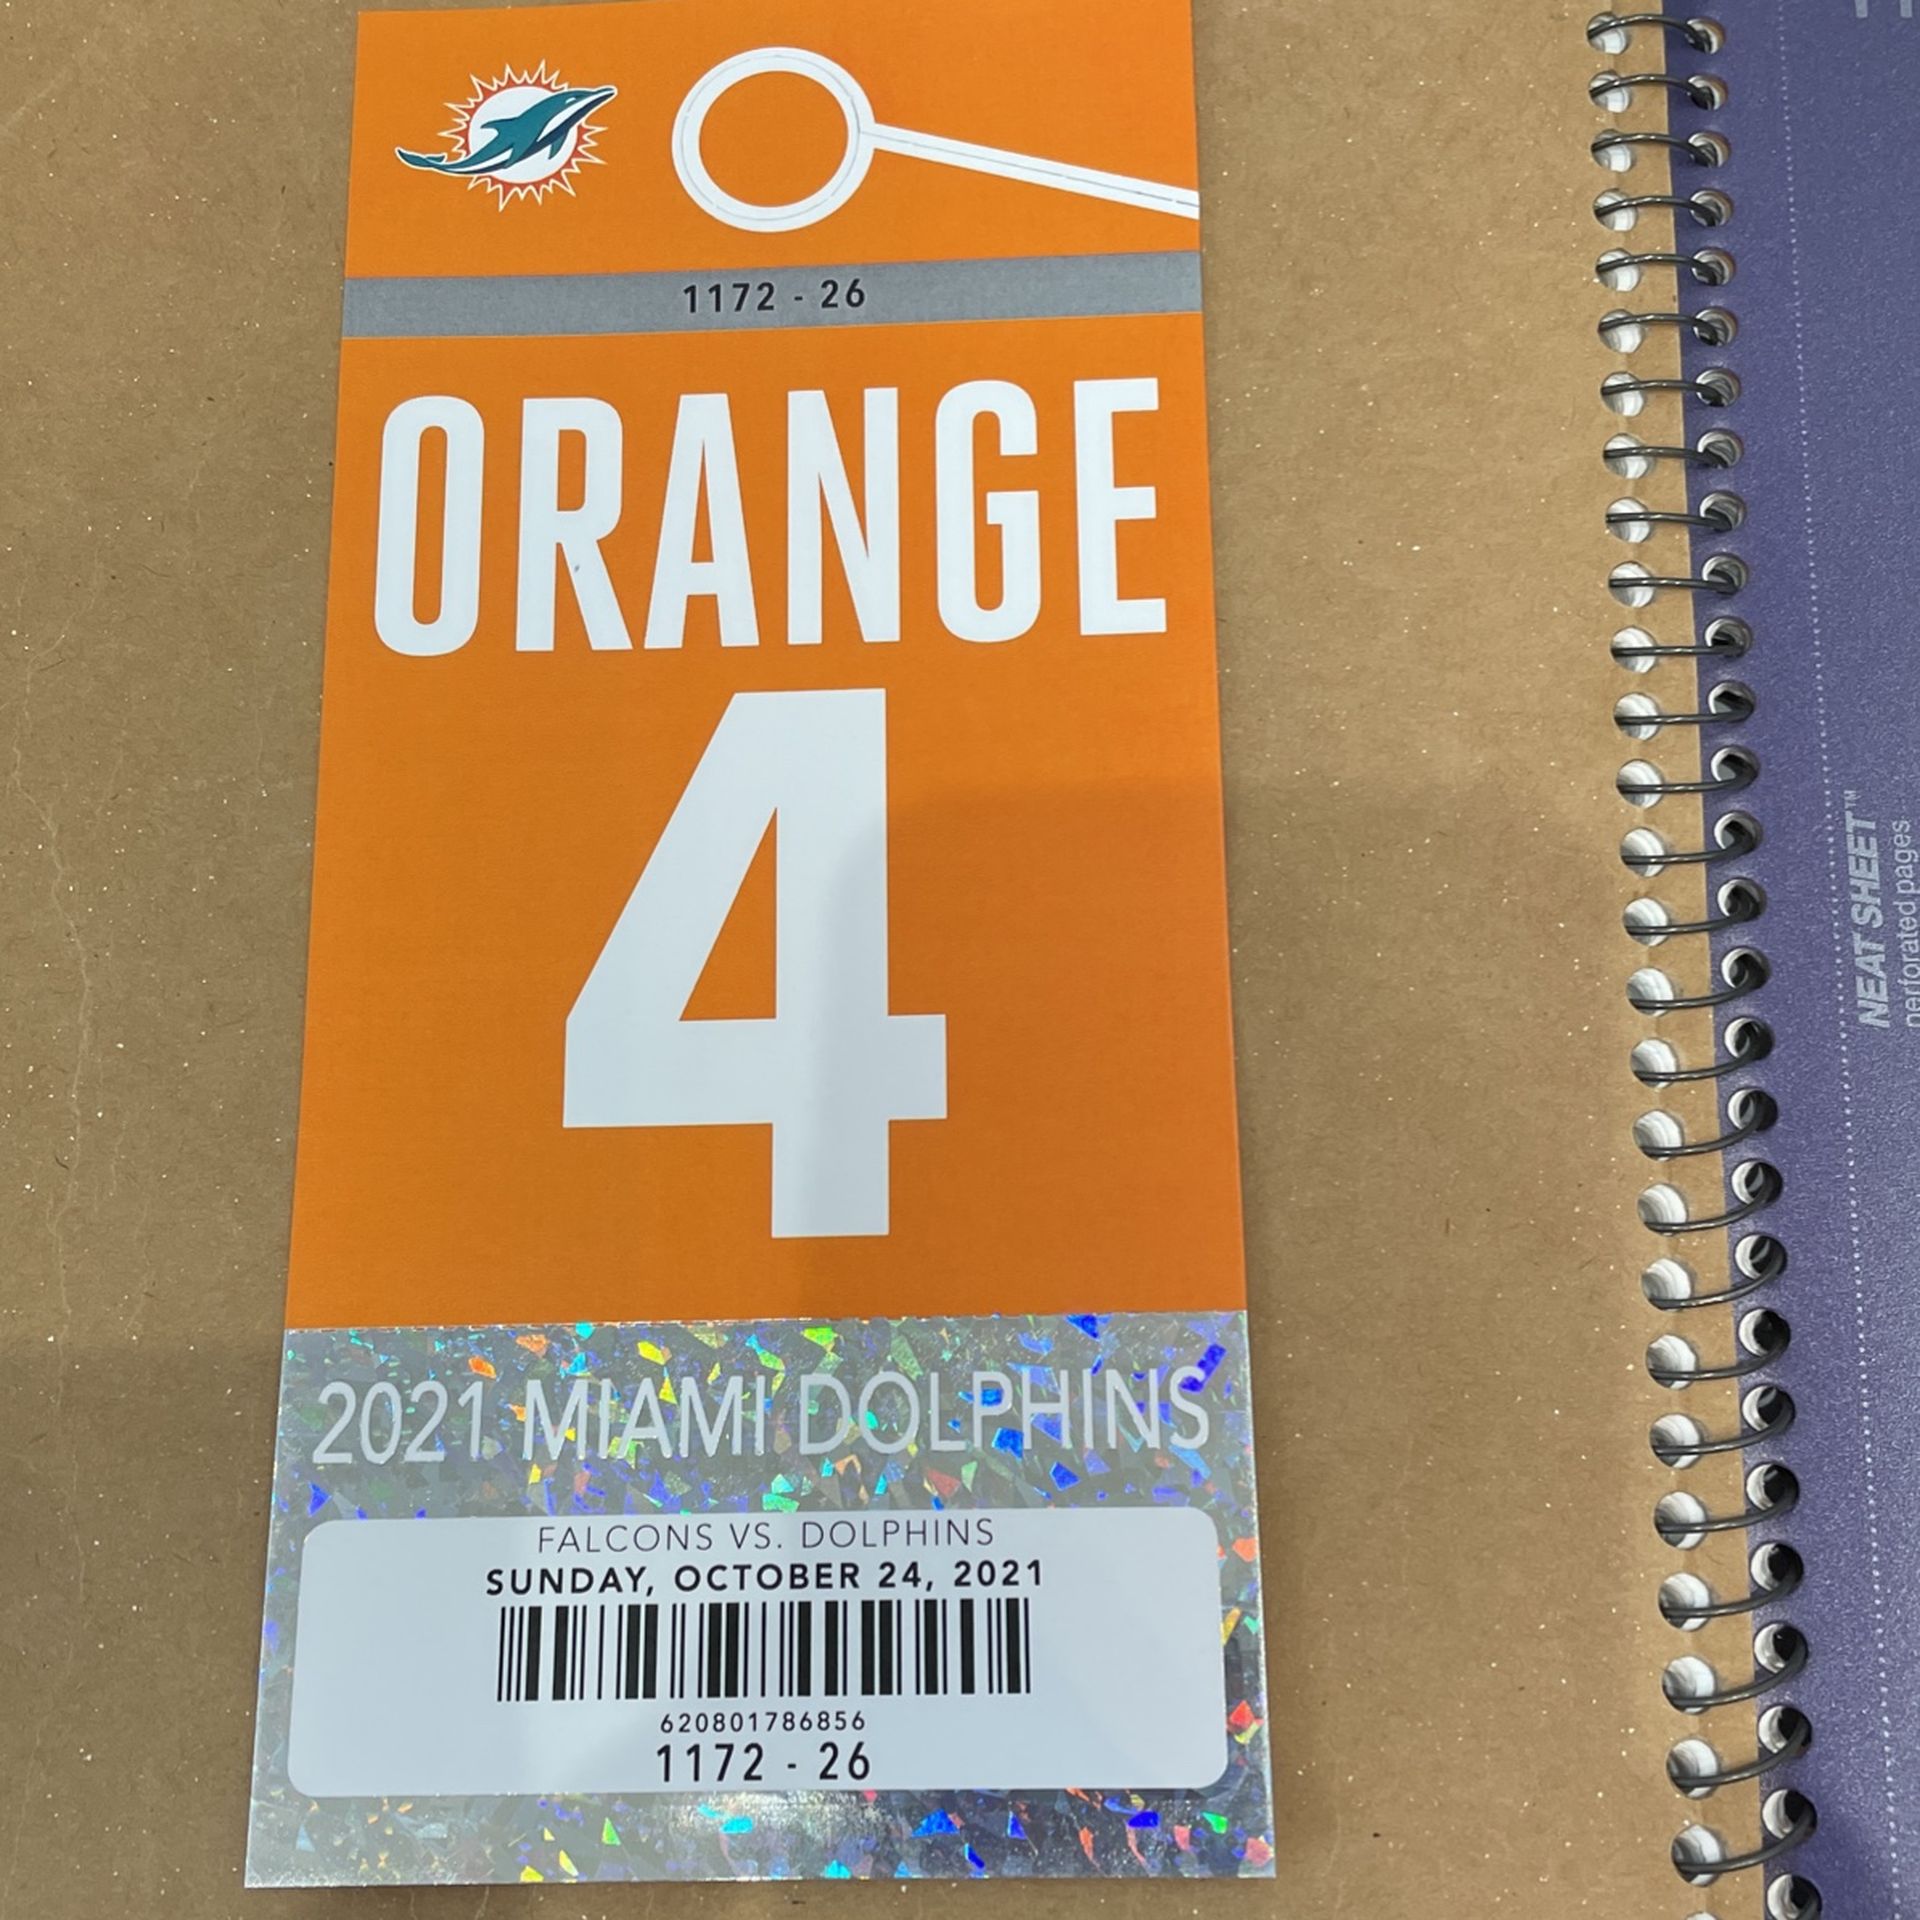 1172 - 26
ORANGE
4
2021 MIAMI DOLPHINS
FALCONS VS. DOLPHINS
SUNDAY, OCTOBER 24, 2021
620801786856
1172 - 26
NEAT SHEET™
perforated pages